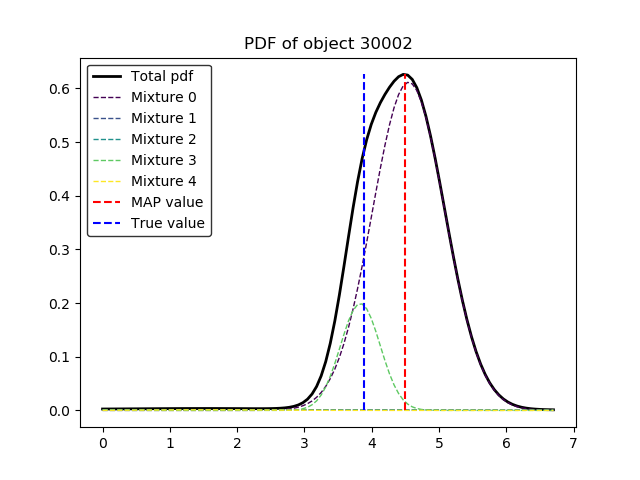 PDF of object 30002
Total pdf
Mixture 0
Mixture 1
Mixture 2
Mixture 3
Mixture 4
MAP value
True value
0.6
0.5
0.4
0.3
0.2
0.1
0.0
0 1 2 3 4 5 6 7